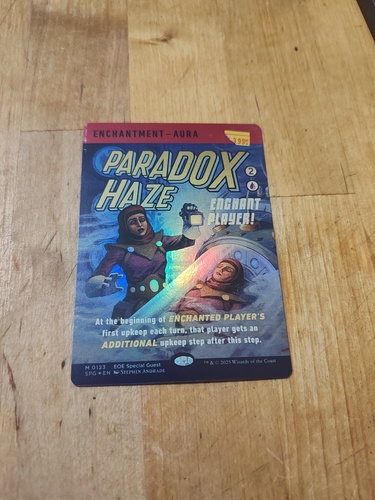 ENCHANTMENT — AURA
PARADOX
HAZE
2
ENCHANT
PLAYER!
At the beginning of ENCHANTED PLAYER'S
first upkeep each turn, that player gets an
ADDITIONAL upkeep step after this step.
M 0123 EOE Special Guest
SPG ★ EN STEPHEN ANDRADE
™ & © 2025 Wizards of the Coast